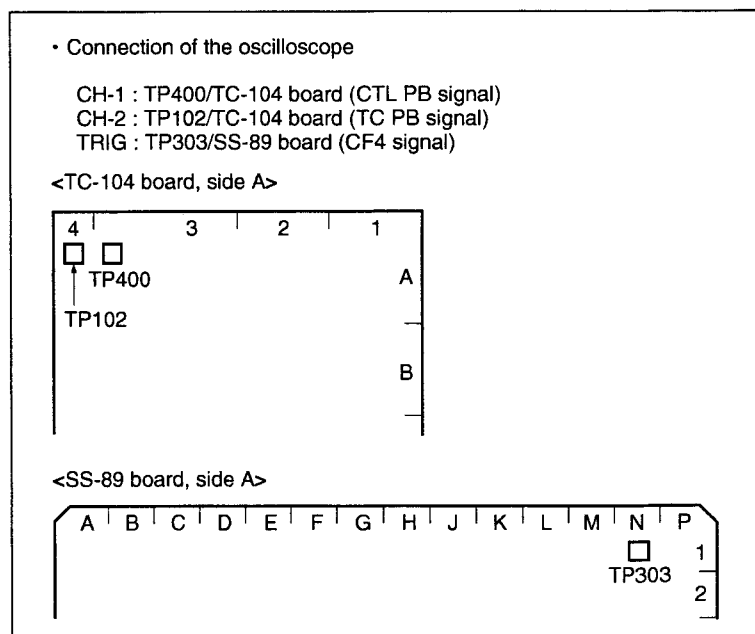 • Connection of the oscilloscope
CH-1 : TP400/TC-104 board (CTL PB signal)
CH-2 : TP102/TC-104 board (TC PB signal)
TRIG : TP303/SS-89 board (CF4 signal)
<TC-104 board, side A>
4 3 2 1
TP400
A
TP102
B
<SS-89 board, side A>
A B C D E F G H J K L M N P
1
TP303
2